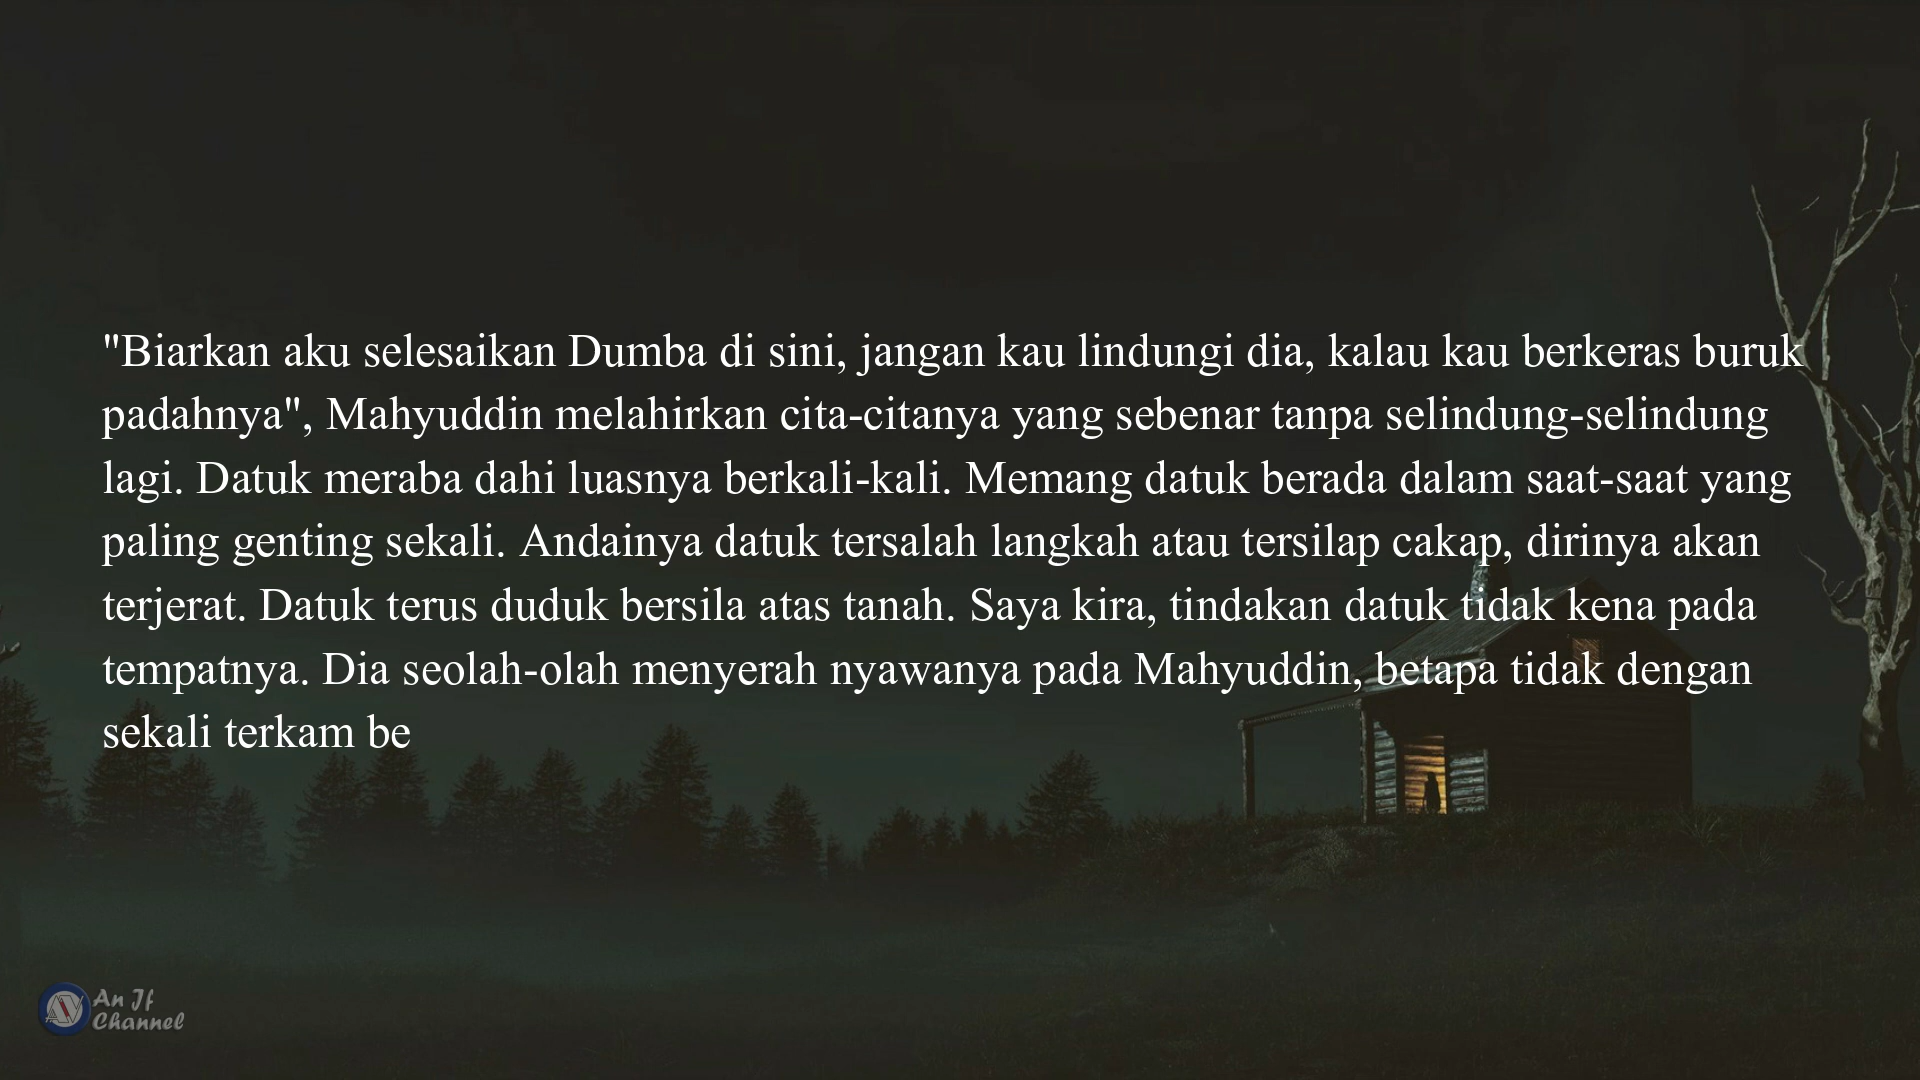 "Biarkan aku selesaikan Dumba di sini, jangan kau lindungi dia, kalau kau berkeras buruk
padahnya", Mahyuddin melahirkan cita-citanya yang sebenar tanpa selindung-selindung
lagi. Datuk meraba dahi luasnya berkali-kali. Memang datuk berada dalam saat-saat yang
paling genting sekali. Andainya datuk tersalah langkah atau tersilap cakap, dirinya akan
terjerat. Datuk terus duduk bersila atas tanah. Saya kira, tindakan datuk tidak kena pada
tempatnya. Dia seolah-olah menyerah nyawanya pada Mahyuddin, betapa tidak dengan
sekali terkam be
An If
Channel